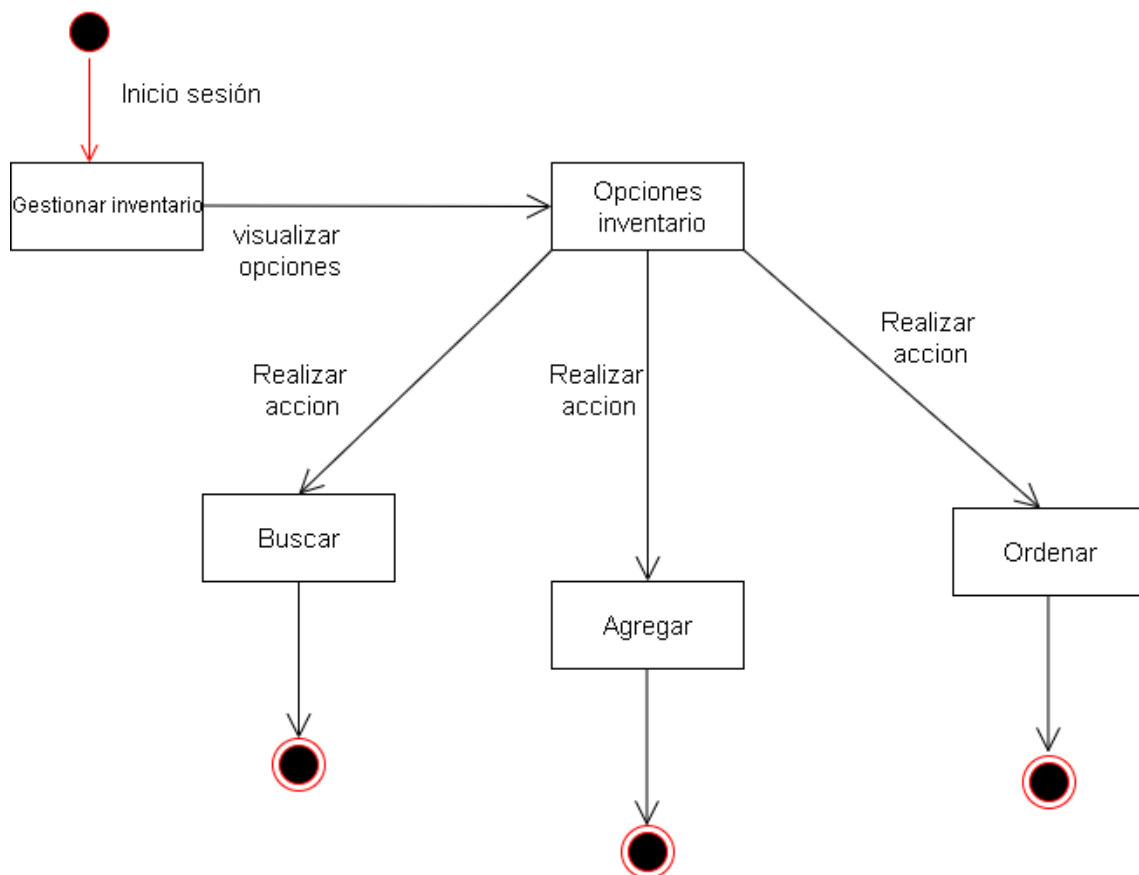 Inicio sesión
Gestionar inventario
visualizar
opciones
Opciones
inventario
Realizar
accion
Realizar
accion
Realizar
accion
Buscar
Agregar
Ordenar